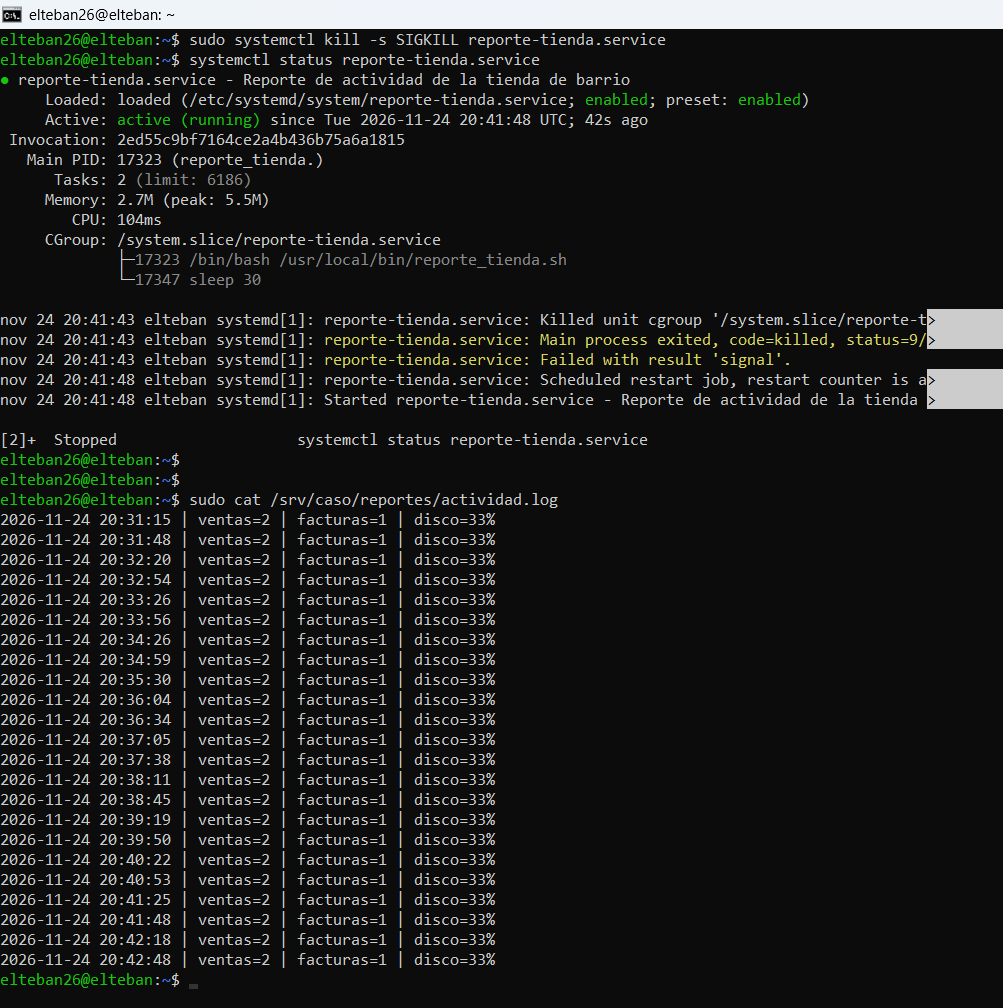 elteban26@elteban: ~
elteban26@elteban:~$ sudo systemctl kill -s SIGKILL reporte-tienda.service
elteban26@elteban:~$ systemctl status reporte-tienda.service
● reporte-tienda.service - Reporte de actividad de la tienda de barrio
Loaded: loaded (/etc/systemd/system/reporte-tienda.service; enabled; preset: enabled)
Active: active (running) since Tue 2026-11-24 20:41:48 UTC; 42s ago
Invocation: 2ed55c9bf7164ce2a4b436b75a6a1815
Main PID: 17323 (reporte_tienda.)
Tasks: 2 (limit: 6186)
Memory: 2.7M (peak: 5.5M)
CPU: 104ms
CGroup: /system.slice/reporte-tienda.service
├─17323 /bin/bash /usr/local/bin/reporte_tienda.sh
└─17347 sleep 30
nov 24 20:41:43 elteban systemd[1]: reporte-tienda.service: Killed unit cgroup '/system.slice/reporte-t>
nov 24 20:41:43 elteban systemd[1]: reporte-tienda.service: Main process exited, code=killed, status=9/>
nov 24 20:41:43 elteban systemd[1]: reporte-tienda.service: Failed with result 'signal'.
nov 24 20:41:48 elteban systemd[1]: reporte-tienda.service: Scheduled restart job, restart counter is a>
nov 24 20:41:48 elteban systemd[1]: Started reporte-tienda.service - Reporte de actividad de la tienda >
[2]+  Stopped                 systemctl status reporte-tienda.service
elteban26@elteban:~$
elteban26@elteban:~$
elteban26@elteban:~$ sudo cat /srv/caso/reportes/actividad.log
2026-11-24 20:31:15 | ventas=2 | facturas=1 | disco=33%
2026-11-24 20:31:48 | ventas=2 | facturas=1 | disco=33%
2026-11-24 20:32:20 | ventas=2 | facturas=1 | disco=33%
2026-11-24 20:32:54 | ventas=2 | facturas=1 | disco=33%
2026-11-24 20:33:26 | ventas=2 | facturas=1 | disco=33%
2026-11-24 20:33:56 | ventas=2 | facturas=1 | disco=33%
2026-11-24 20:34:26 | ventas=2 | facturas=1 | disco=33%
2026-11-24 20:34:59 | ventas=2 | facturas=1 | disco=33%
2026-11-24 20:35:30 | ventas=2 | facturas=1 | disco=33%
2026-11-24 20:36:04 | ventas=2 | facturas=1 | disco=33%
2026-11-24 20:36:34 | ventas=2 | facturas=1 | disco=33%
2026-11-24 20:37:05 | ventas=2 | facturas=1 | disco=33%
2026-11-24 20:37:38 | ventas=2 | facturas=1 | disco=33%
2026-11-24 20:38:11 | ventas=2 | facturas=1 | disco=33%
2026-11-24 20:38:45 | ventas=2 | facturas=1 | disco=33%
2026-11-24 20:39:19 | ventas=2 | facturas=1 | disco=33%
2026-11-24 20:39:50 | ventas=2 | facturas=1 | disco=33%
2026-11-24 20:40:22 | ventas=2 | facturas=1 | disco=33%
2026-11-24 20:40:53 | ventas=2 | facturas=1 | disco=33%
2026-11-24 20:41:25 | ventas=2 | facturas=1 | disco=33%
2026-11-24 20:41:48 | ventas=2 | facturas=1 | disco=33%
2026-11-24 20:42:18 | ventas=2 | facturas=1 | disco=33%
2026-11-24 20:42:48 | ventas=2 | facturas=1 | disco=33%
elteban26@elteban:~$